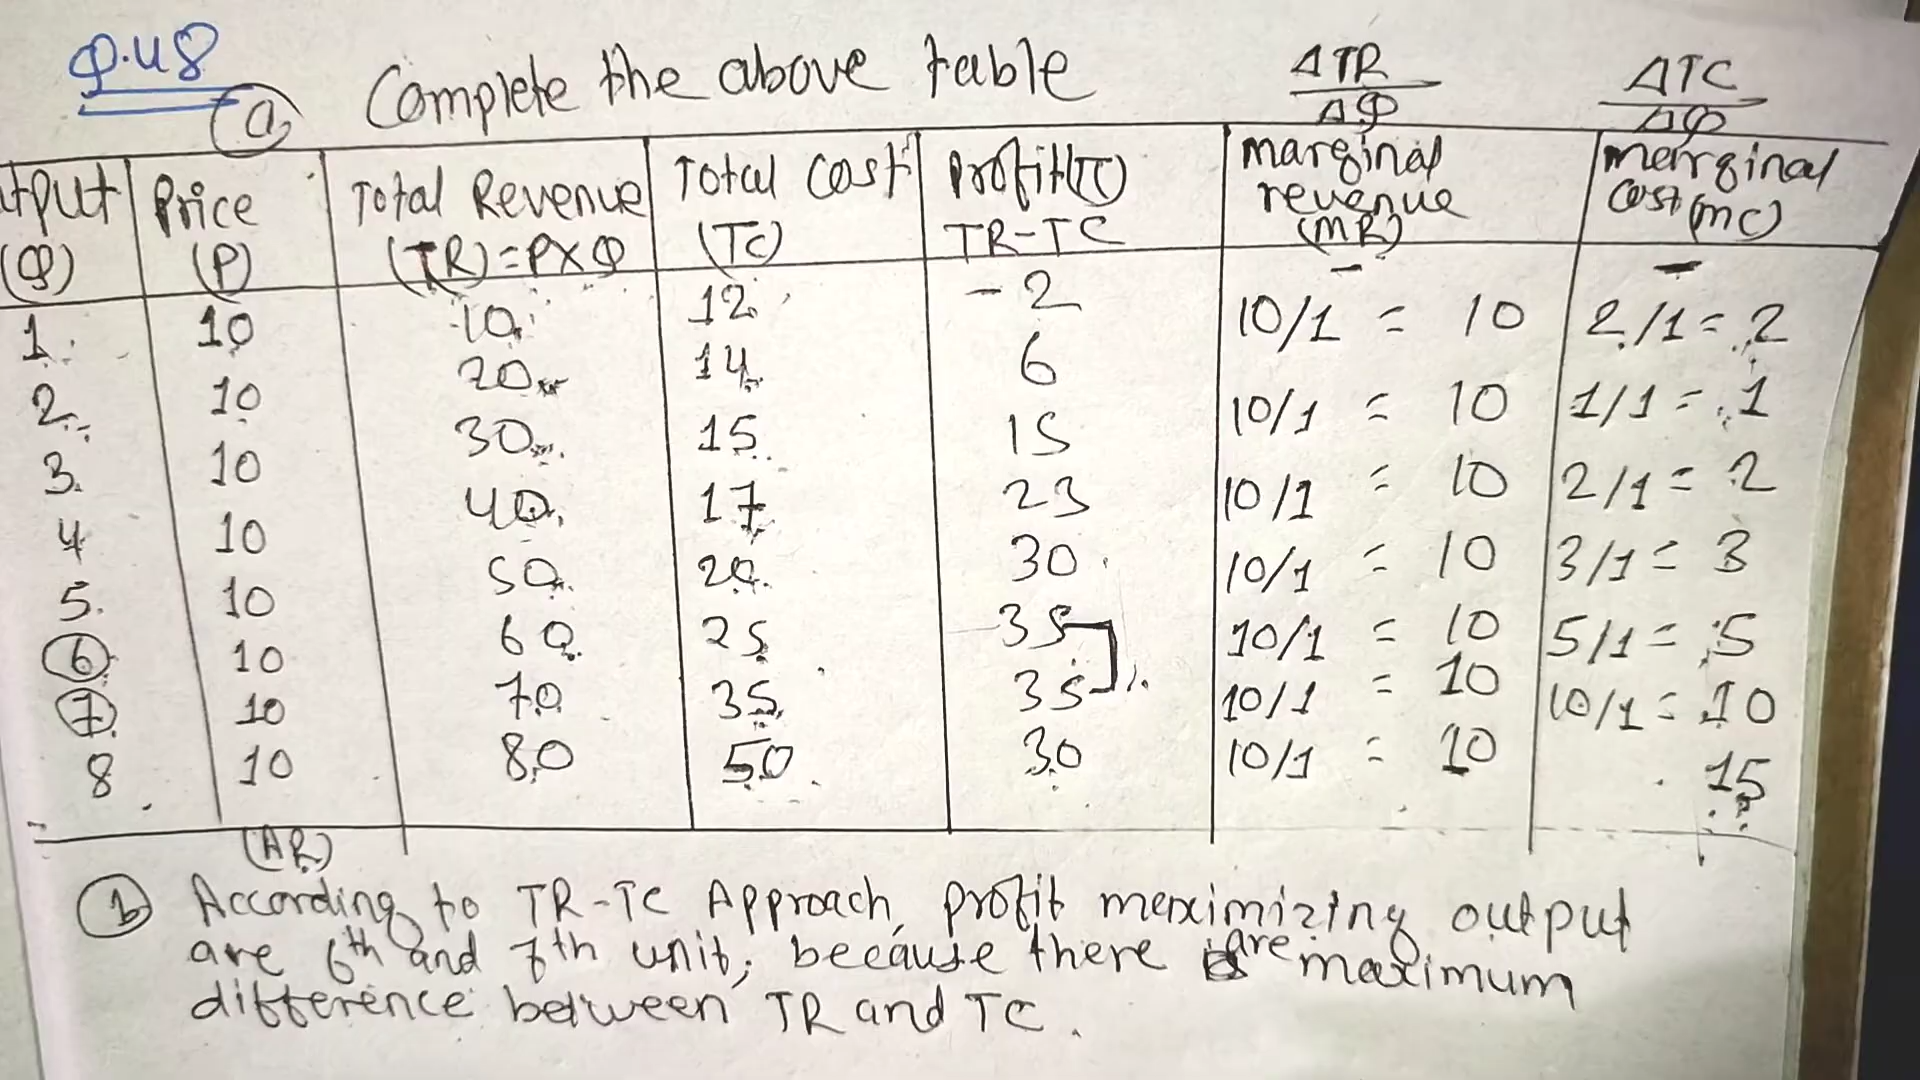 Q.48
(a) Complete the above table
ΔTR/ΔQ ΔTC/ΔQ
tput (Q) | Price (P) | Total Revenue (TR)=P×Q | Total Cost (TC) | Profit(π) TR-TC | marginal revenue (MR) | marginal cost (MC)
1. | 10 | 10 | 12 | -2 | - | -
2. | 10 | 20 | 14 | 6 | 10/1 = 10 | 2/1 = 2
3. | 10 | 30 | 15 | 15 | 10/1 = 10 | 1/1 = 1
4 | 10 | 40 | 17 | 23 | 10/1 = 10 | 2/1 = 2
5. | 10 | 50 | 20 | 30 | 10/1 = 10 | 3/1 = 3
6 | 10 | 60 | 25 | 35 | 10/1 = 10 | 5/1 = 5
7 | 10 | 70 | 35 | 35 | 10/1 = 10 | 10/1 = 10
8 | 10 | 80 | 50 | 30 | 10/1 = 10 | 15
(AR)
(b) According to TR-TC Approach, profit maximizing output
are 6th and 7th unit, because there are maximum
difference between TR and TC.